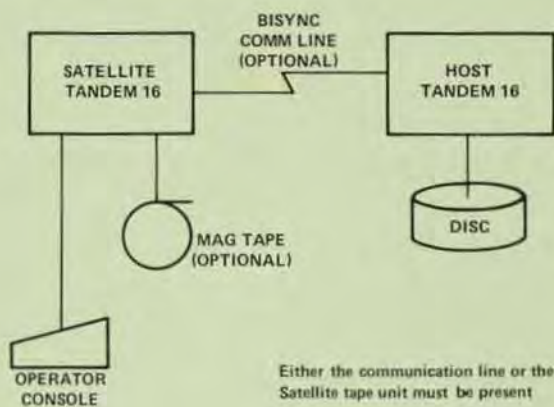 BISYNC
COMM LINE
(OPTIONAL)
SATELLITE
TANDEM 16
HOST
TANDEM 16
DISC
MAG TAPE
(OPTIONAL)
OPERATOR
CONSOLE
Either the communication line or the
Satellite tape unit must be present